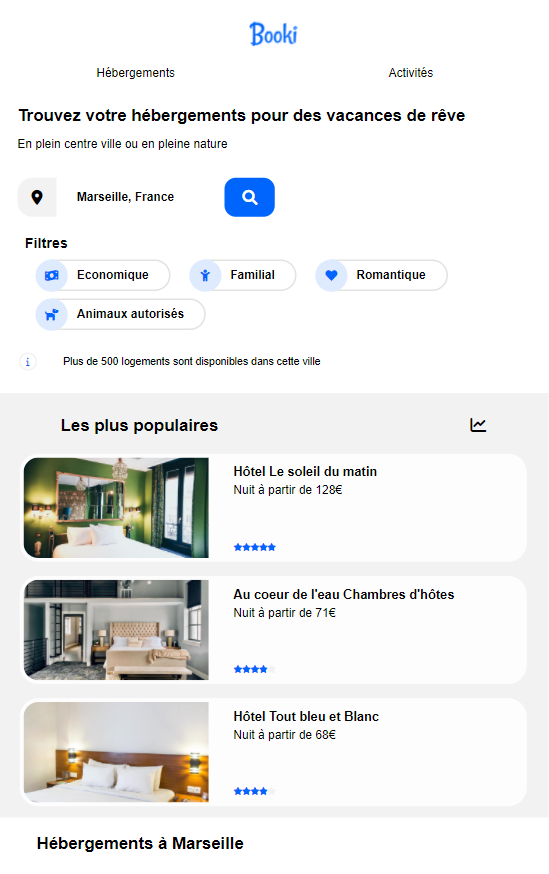 Booki
Hébergements Activités
Trouvez votre hébergements pour des vacances de rêve
En plein centre ville ou en pleine nature
Marseille, France
Filtres
Economique Familial Romantique
Animaux autorisés
i Plus de 500 logements sont disponibles dans cette ville
Les plus populaires
Hôtel Le soleil du matin
Nuit à partir de 128€
Au coeur de l'eau Chambres d'hôtes
Nuit à partir de 71€
Hôtel Tout bleu et Blanc
Nuit à partir de 68€
Hébergements à Marseille